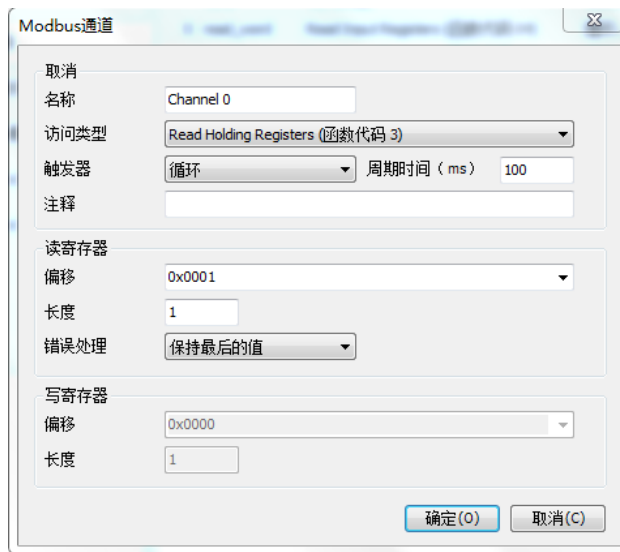 Modbus通道
取消
名称 Channel 0
访问类型 Read Holding Registers (函数代码 3)
触发器 循环 周期时间（ms） 100
注释
读寄存器
偏移 0x0001
长度 1
错误处理 保持最后的值
写寄存器
偏移 0x0000
长度 1
确定(O) 取消(C)